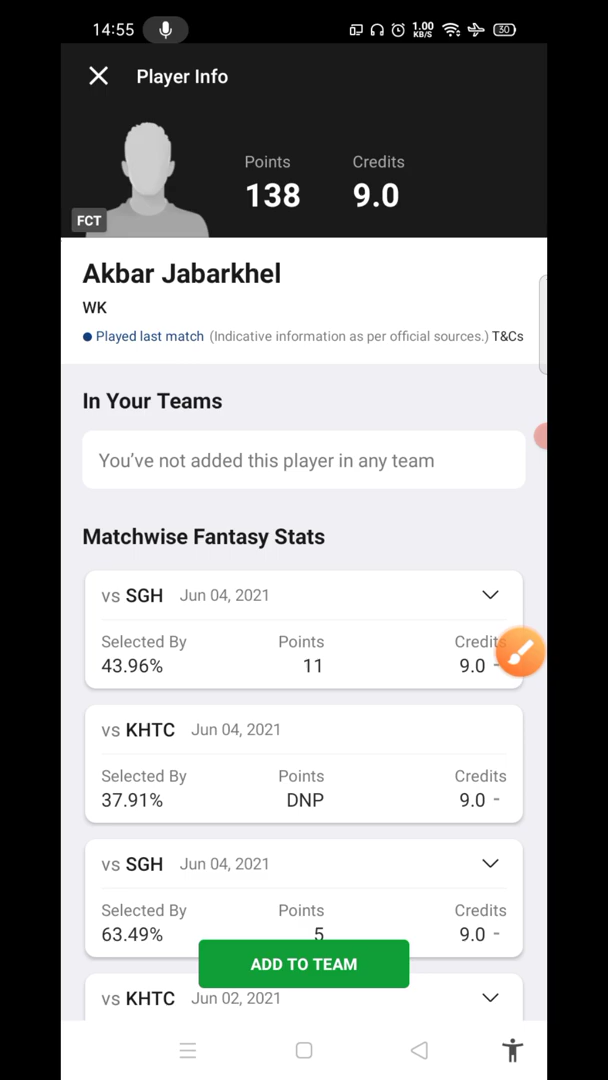 14:55
1.00
KB/S
30
Player Info
Points
Credits
138
9.0
FCT
Akbar Jabarkhel
WK
Played last match (Indicative information as per official sources.) T&Cs
In Your Teams
You've not added this player in any team
Matchwise Fantasy Stats
vs SGH Jun 04, 2021
Selected By Points Credits
43.96% 11 9.0 -
vs KHTC Jun 04, 2021
Selected By Points Credits
37.91% DNP 9.0 -
vs SGH Jun 04, 2021
Selected By Points Credits
63.49% 5 9.0 -
ADD TO TEAM
vs KHTC Jun 02, 2021